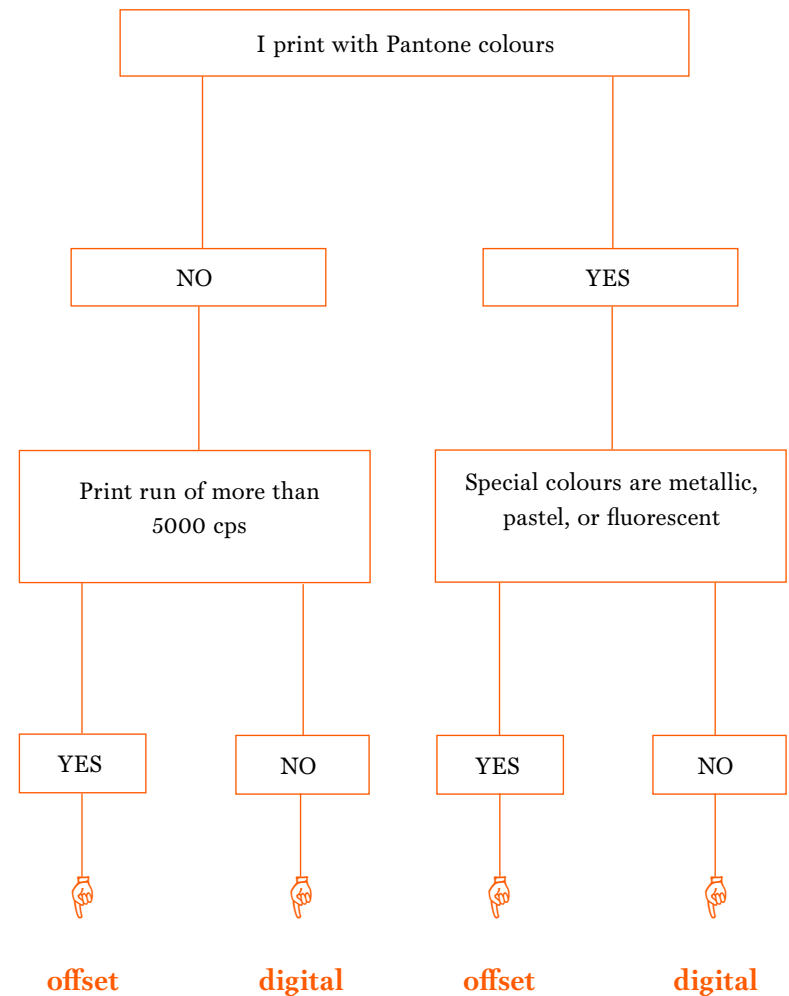 I print with Pantone colours
NO
YES
Print run of more than
5000 cps
Special colours are metallic,
pastel, or fluorescent
YES
NO
YES
NO
offset
digital
offset
digital